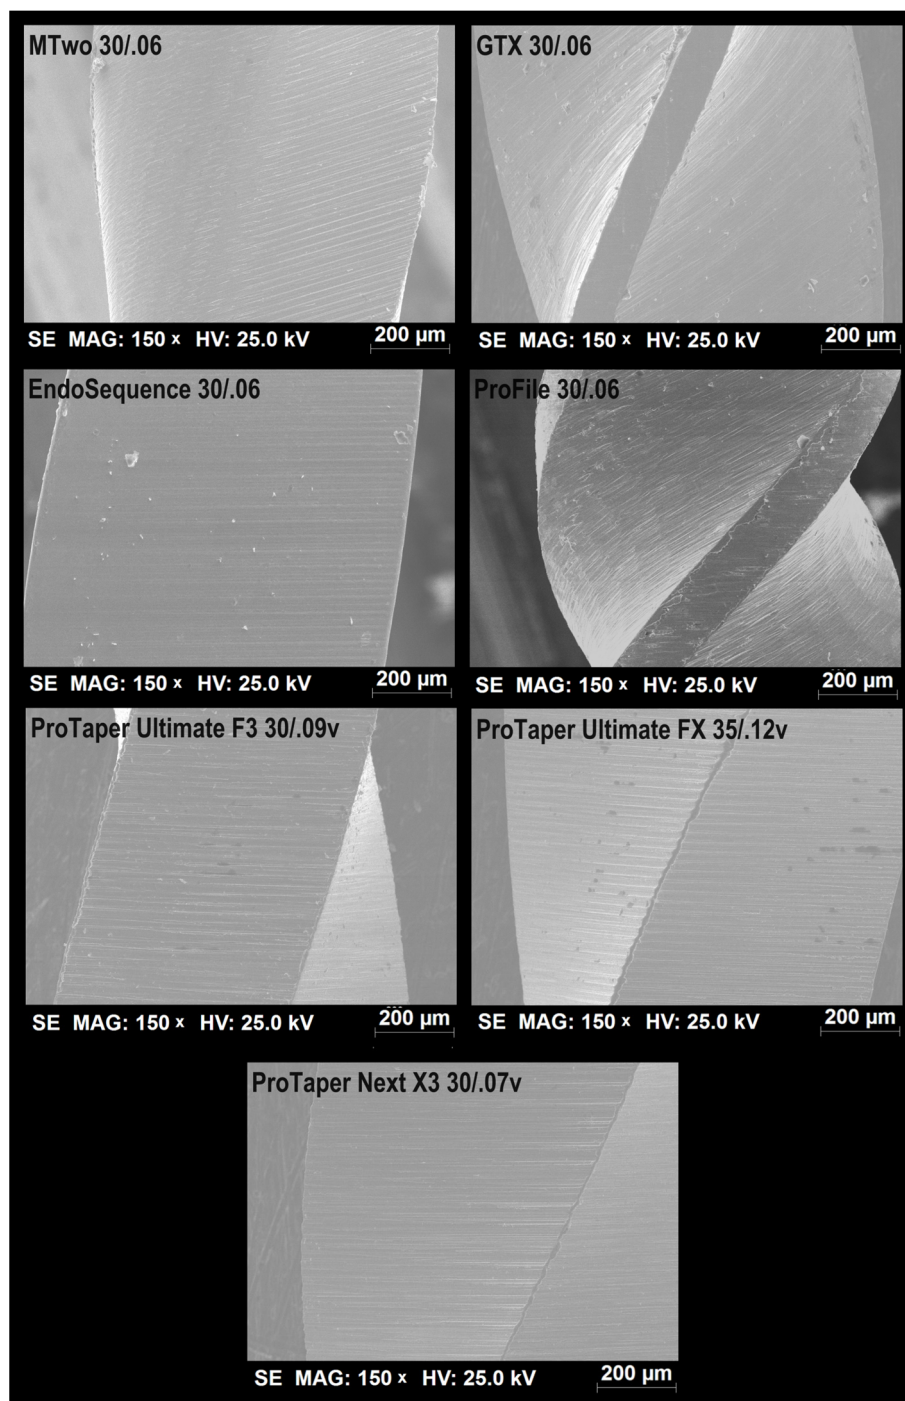 MTwo 30/.06
GTX 30/.06
SE MAG: 150 x HV: 25.0 kV 200 µm
SE MAG: 150 x HV: 25.0 kV 200 µm
EndoSequence 30/.06
ProFile 30/.06
SE MAG: 150 x HV: 25.0 kV 200 µm
SE MAG: 150 x HV: 25.0 kV 200 µm
ProTaper Ultimate F3 30/.09v
ProTaper Ultimate FX 35/.12v
SE MAG: 150 x HV: 25.0 kV 200 µm
SE MAG: 150 x HV: 25.0 kV 200 µm
ProTaper Next X3 30/.07v
SE MAG: 150 x HV: 25.0 kV 200 µm